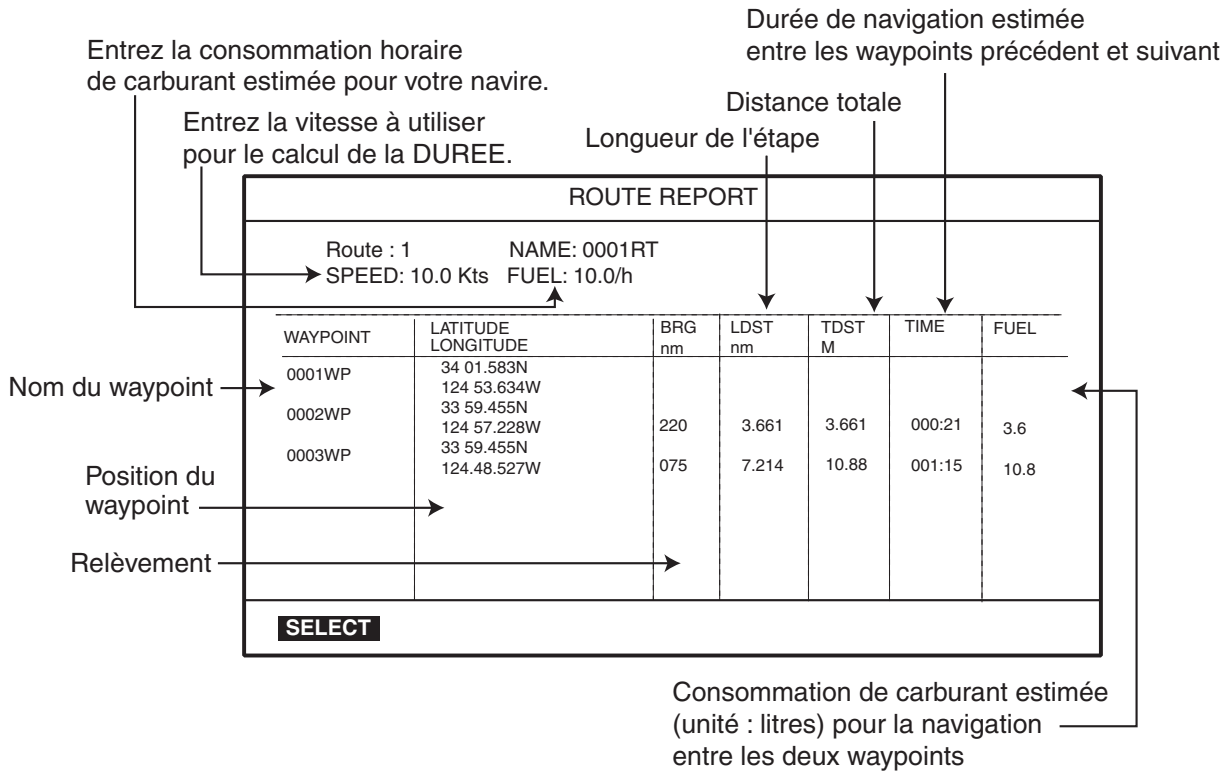 Durée de navigation estimée
entre les waypoints précédent et suivant
Entrez la consommation horaire
de carburant estimée pour votre navire.
Distance totale
Entrez la vitesse à utiliser
pour le calcul de la DUREE.
Longueur de l'étape
ROUTE REPORT
Route : 1 NAME: 0001RT
SPEED: 10.0 Kts FUEL: 10.0/h
WAYPOINT LATITUDE BRG LDST TDST TIME FUEL
LONGITUDE nm nm M
0001WP 34 01.583N
124 53.634W
Nom du waypoint
0002WP 33 59.455N
124 57.228W 220 3.661 3.661 000:21 3.6
0003WP 33 59.455N
124.48.527W 075 7.214 10.88 001:15 10.8
Position du
waypoint
Relèvement
SELECT
Consommation de carburant estimée
(unité : litres) pour la navigation
entre les deux waypoints